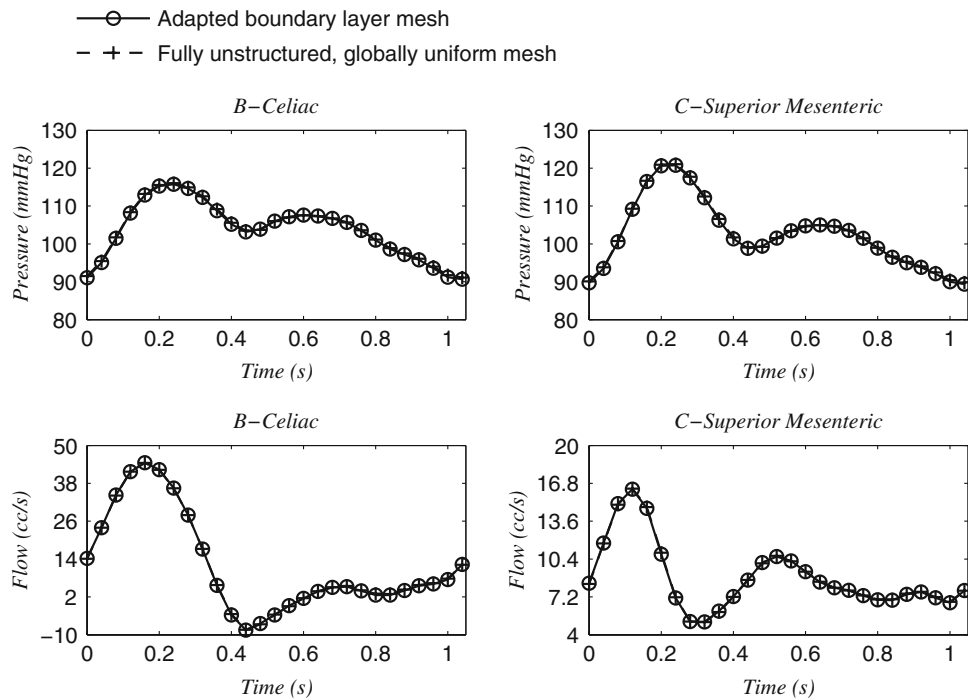 Adapted boundary layer mesh
Fully unstructured, globally uniform mesh
B−Celiac
130
120
110
100
90
80
Pressure (mmHg)
0 0.2 0.4 0.6 0.8 1
Time (s)
C−Superior Mesenteric
130
120
110
100
90
80
Pressure (mmHg)
0 0.2 0.4 0.6 0.8 1
Time (s)
B−Celiac
50
38
26
14
2
−10
Flow (cc/s)
0 0.2 0.4 0.6 0.8 1
Time (s)
C−Superior Mesenteric
20
16.8
13.6
10.4
7.2
4
Flow (cc/s)
0 0.2 0.4 0.6 0.8 1
Time (s)